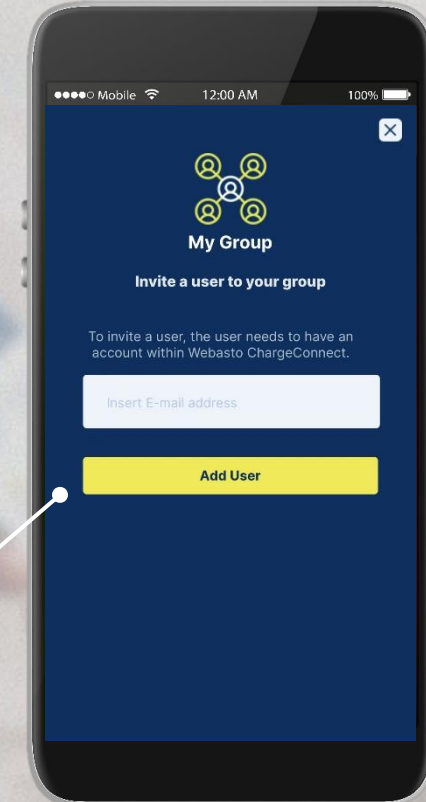 Mobile 12:00 AM 100%
My Group
Invite a user to your group
To invite a user, the user needs to have an
account within Webasto ChargeConnect.
Insert E-mail address
Add User